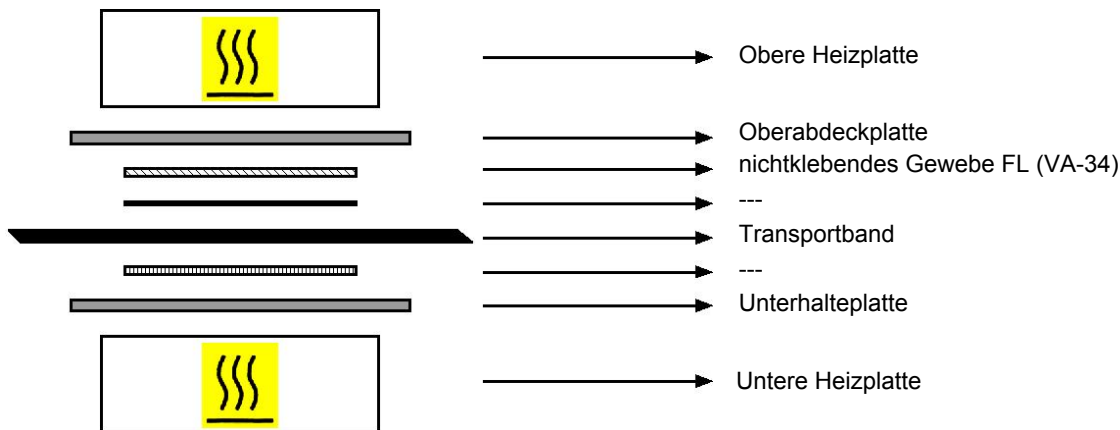 Obere Heizplatte
Oberabdeckplatte
nichtklebendes Gewebe FL (VA-34)
---
Transportband
---
Unterhalteplatte
Untere Heizplatte